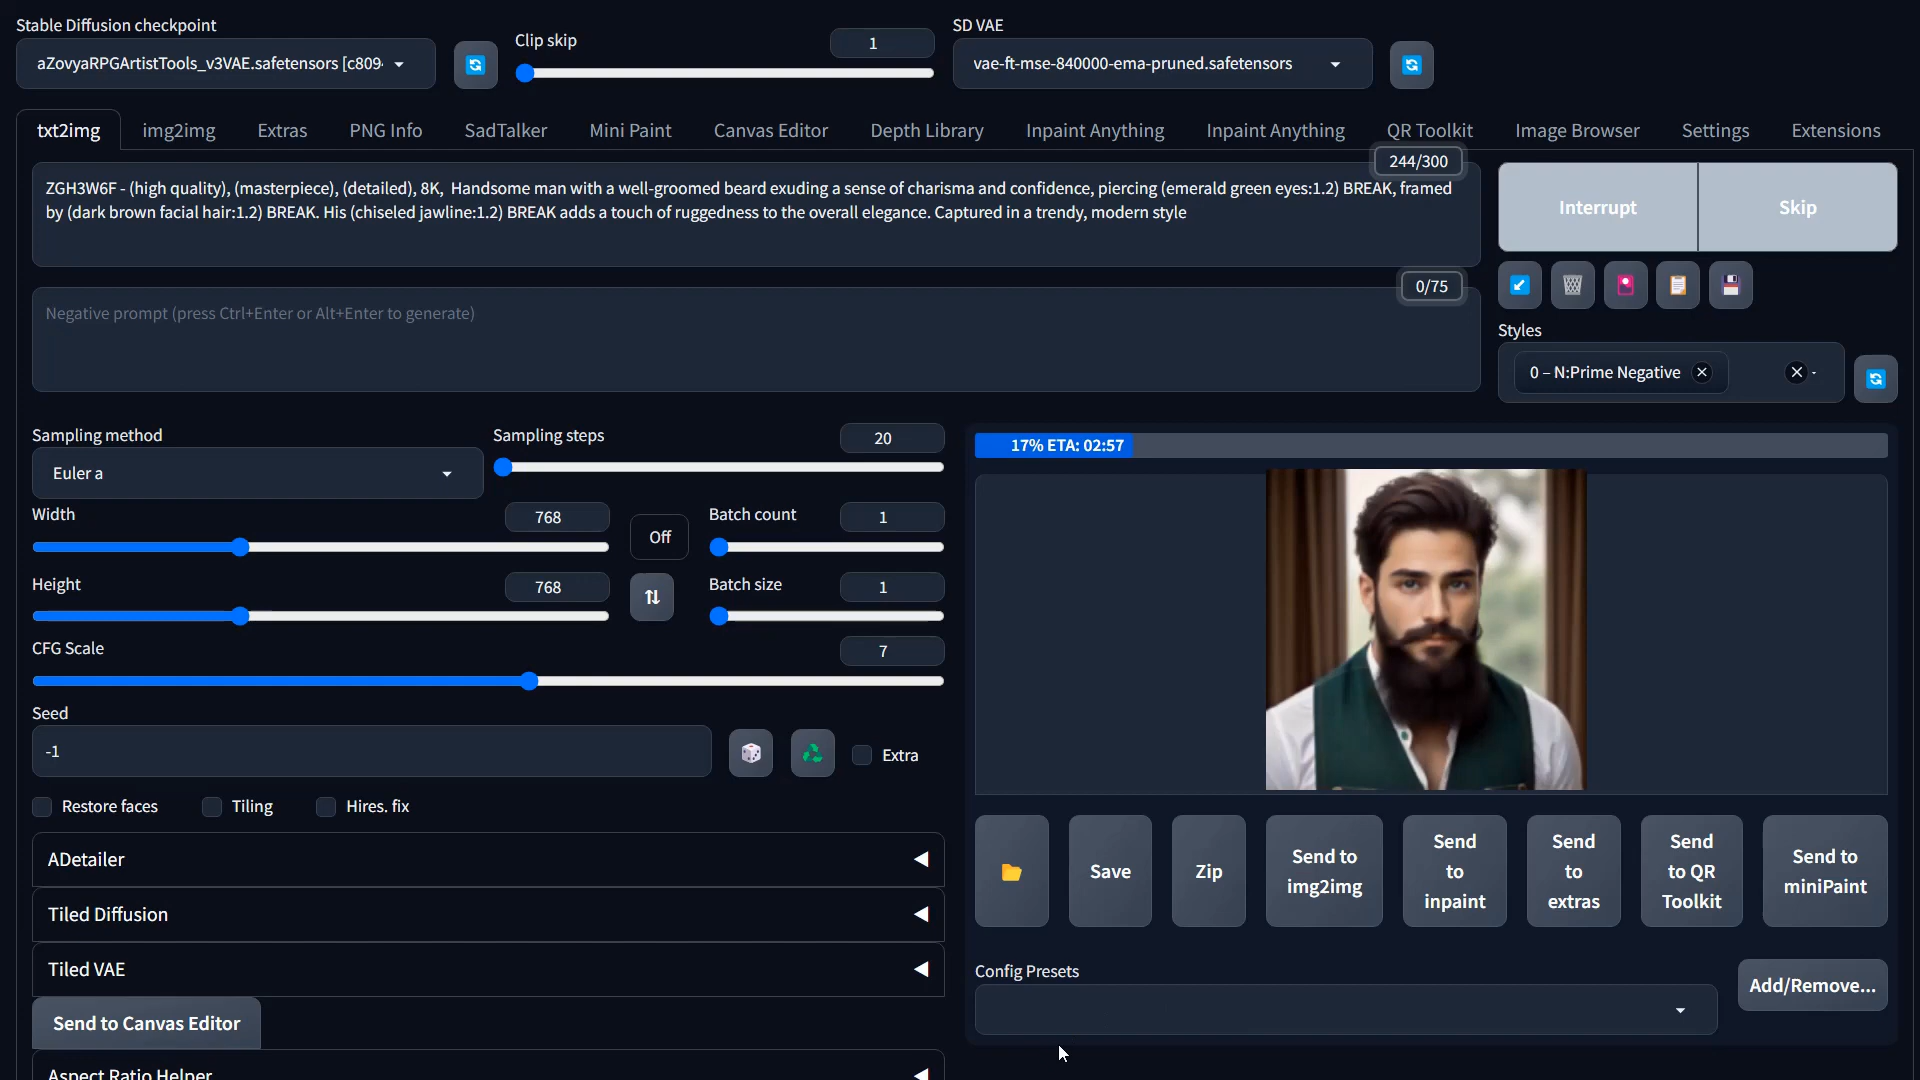 Stable Diffusion checkpoint
aZovyaRPGArtistTools_v3VAE.safetensors [c809
Clip skip
1
SD VAE
vae-ft-mse-840000-ema-pruned.safetensors
txt2img
img2img
Extras
PNG Info
SadTalker
Mini Paint
Canvas Editor
Depth Library
Inpaint Anything
Inpaint Anything
QR Toolkit
Image Browser
Settings
Extensions
244/300
ZGH3W6F - (high quality), (masterpiece), (detailed), 8K, Handsome man with a well-groomed beard exuding a sense of charisma and confidence, piercing (emerald green eyes:1.2) BREAK, framed
by (dark brown facial hair:1.2) BREAK. His (chiseled jawline:1.2) BREAK adds a touch of ruggedness to the overall elegance. Captured in a trendy, modern style
Interrupt
Skip
0/75
Negative prompt (press Ctrl+Enter or Alt+Enter to generate)
Styles
0 – N:Prime Negative
Sampling method
Euler a
Sampling steps
20
17% ETA: 02:57
Width
768
Off
Batch count
1
Height
768
Batch size
1
CFG Scale
7
Seed
-1
Extra
Restore faces
Tiling
Hires. fix
ADetailer
Tiled Diffusion
Tiled VAE
Send to Canvas Editor
Aspect Ratio Helper
Save
Zip
Send to
img2img
Send
to
inpaint
Send
to
extras
Send
to QR
Toolkit
Send to
miniPaint
Config Presets
Add/Remove...